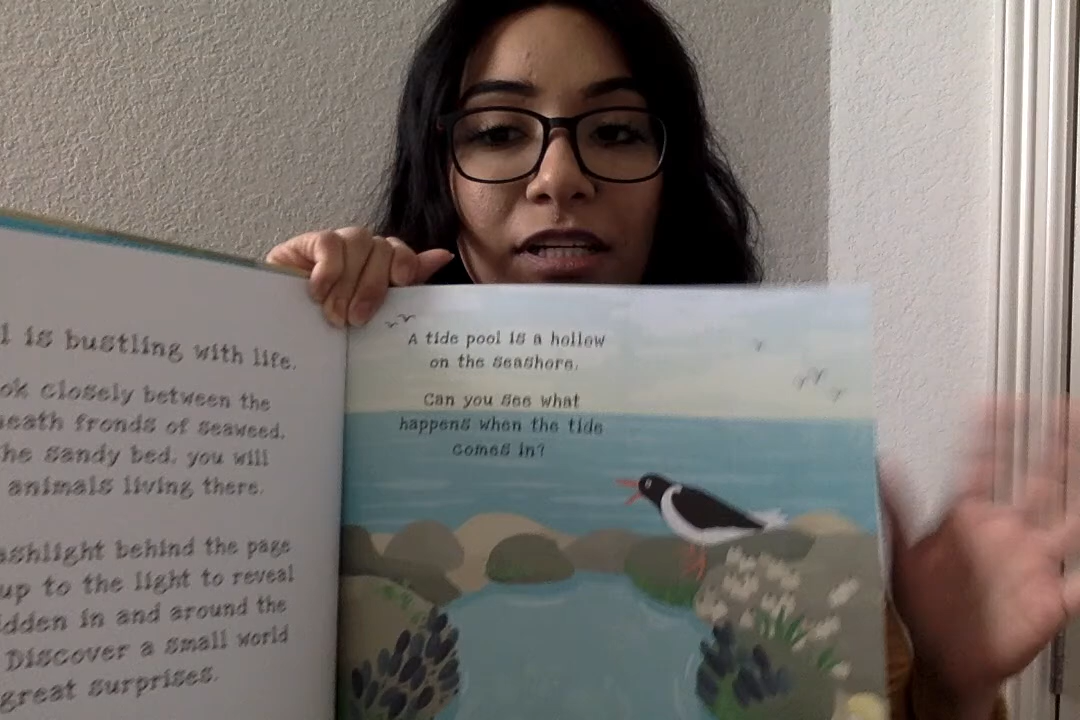 l is bustling with life.
ok closely between the
neath fronds of seaweed,
the sandy bed, you will
animals living there.
ashlight behind the page
up to the light to reveal
idden in and around the
Discover a small world
great surprises.
A tide pool is a hollow
on the seashore.
Can you see what
happens when the tide
comes in?